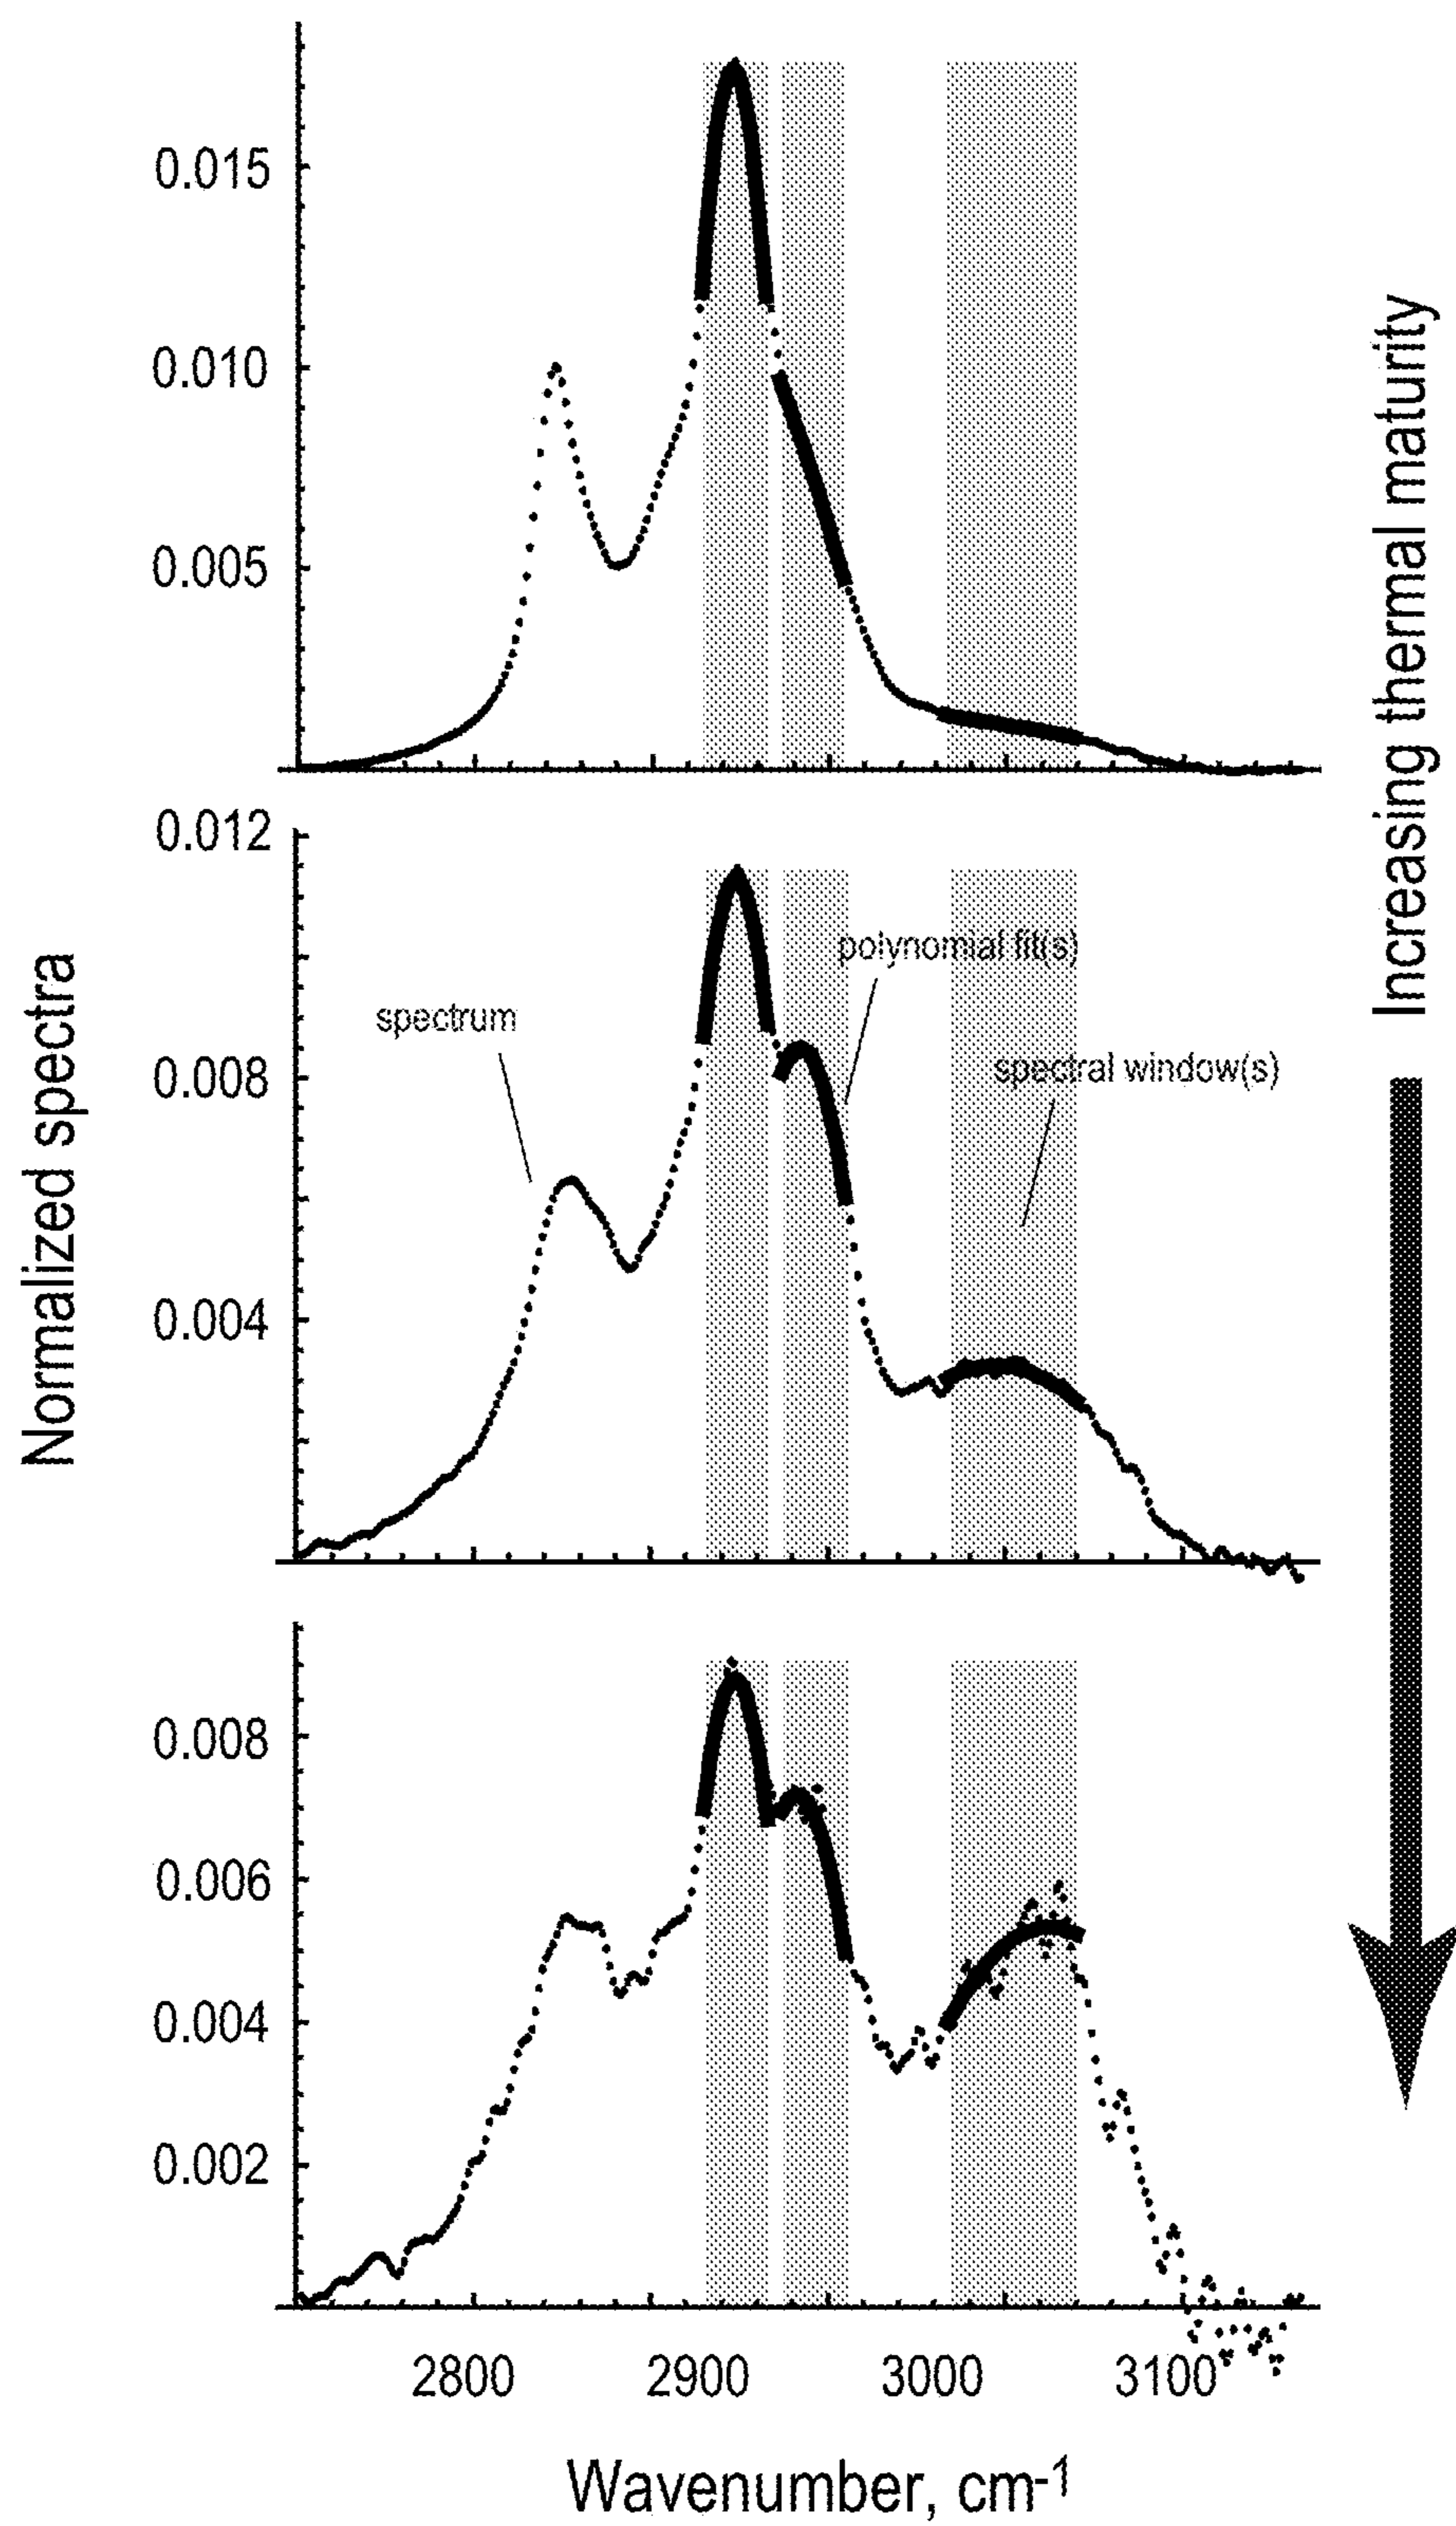 0.015
0.010
0.005
0.012
0.008
0.004
polynomial fit(s)
spectrum
spectral window(s)
0.008
0.006
0.004
0.002
2800 2900 3000 3100
Wavenumber, cm-1
Normalized spectra
Increasing thermal maturity